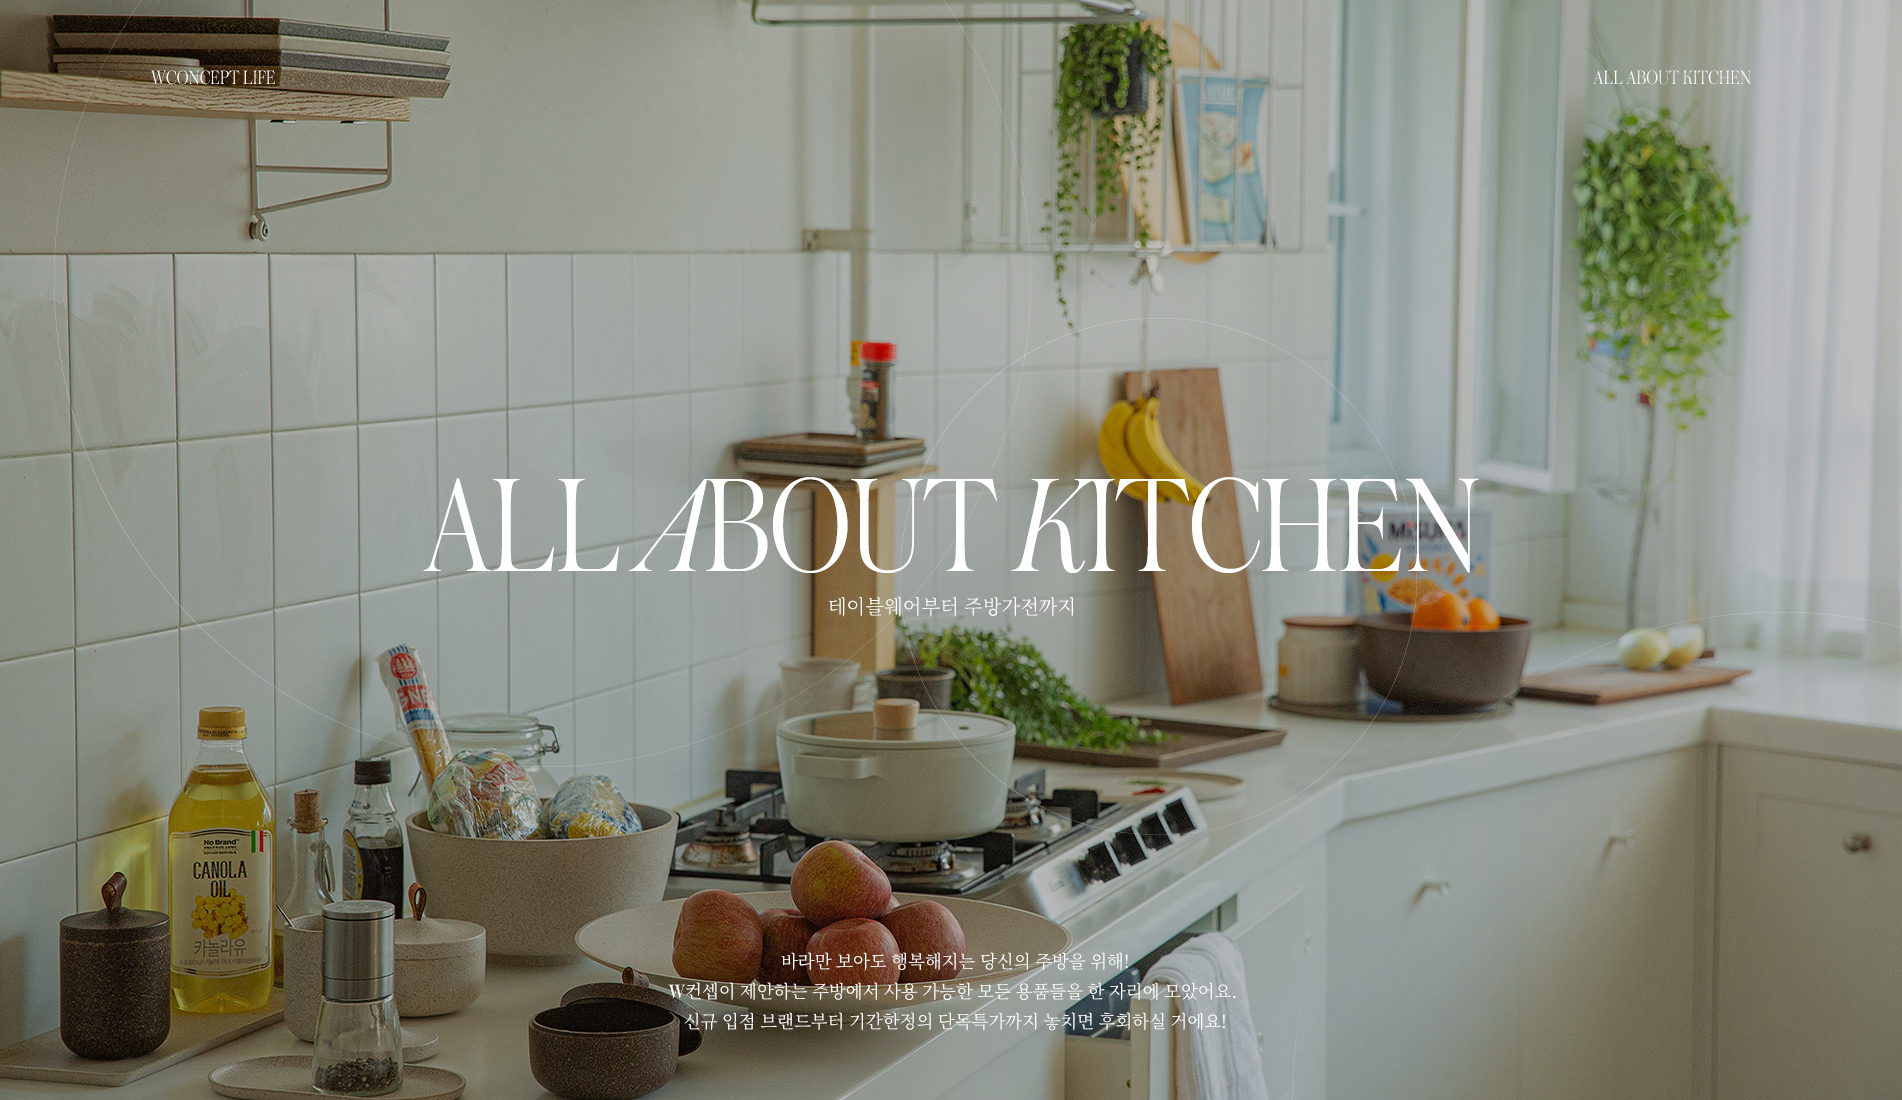 WCONCEPT LIFE
ALL ABOUT KITCHEN
ALL ABOUT KITCHEN
테이블웨어부터 주방가전까지
No Brand
CANOLA
OIL
카놀라유
바라만 보아도 행복해지는 당신의 주방을 위해!
W컨셉이 제안하는 주방에서 사용 가능한 모든 용품들을 한 자리에 모았어요.
신규 입점 브랜드부터 기간한정의 단독특가까지 놓치면 후회하실 거에요!